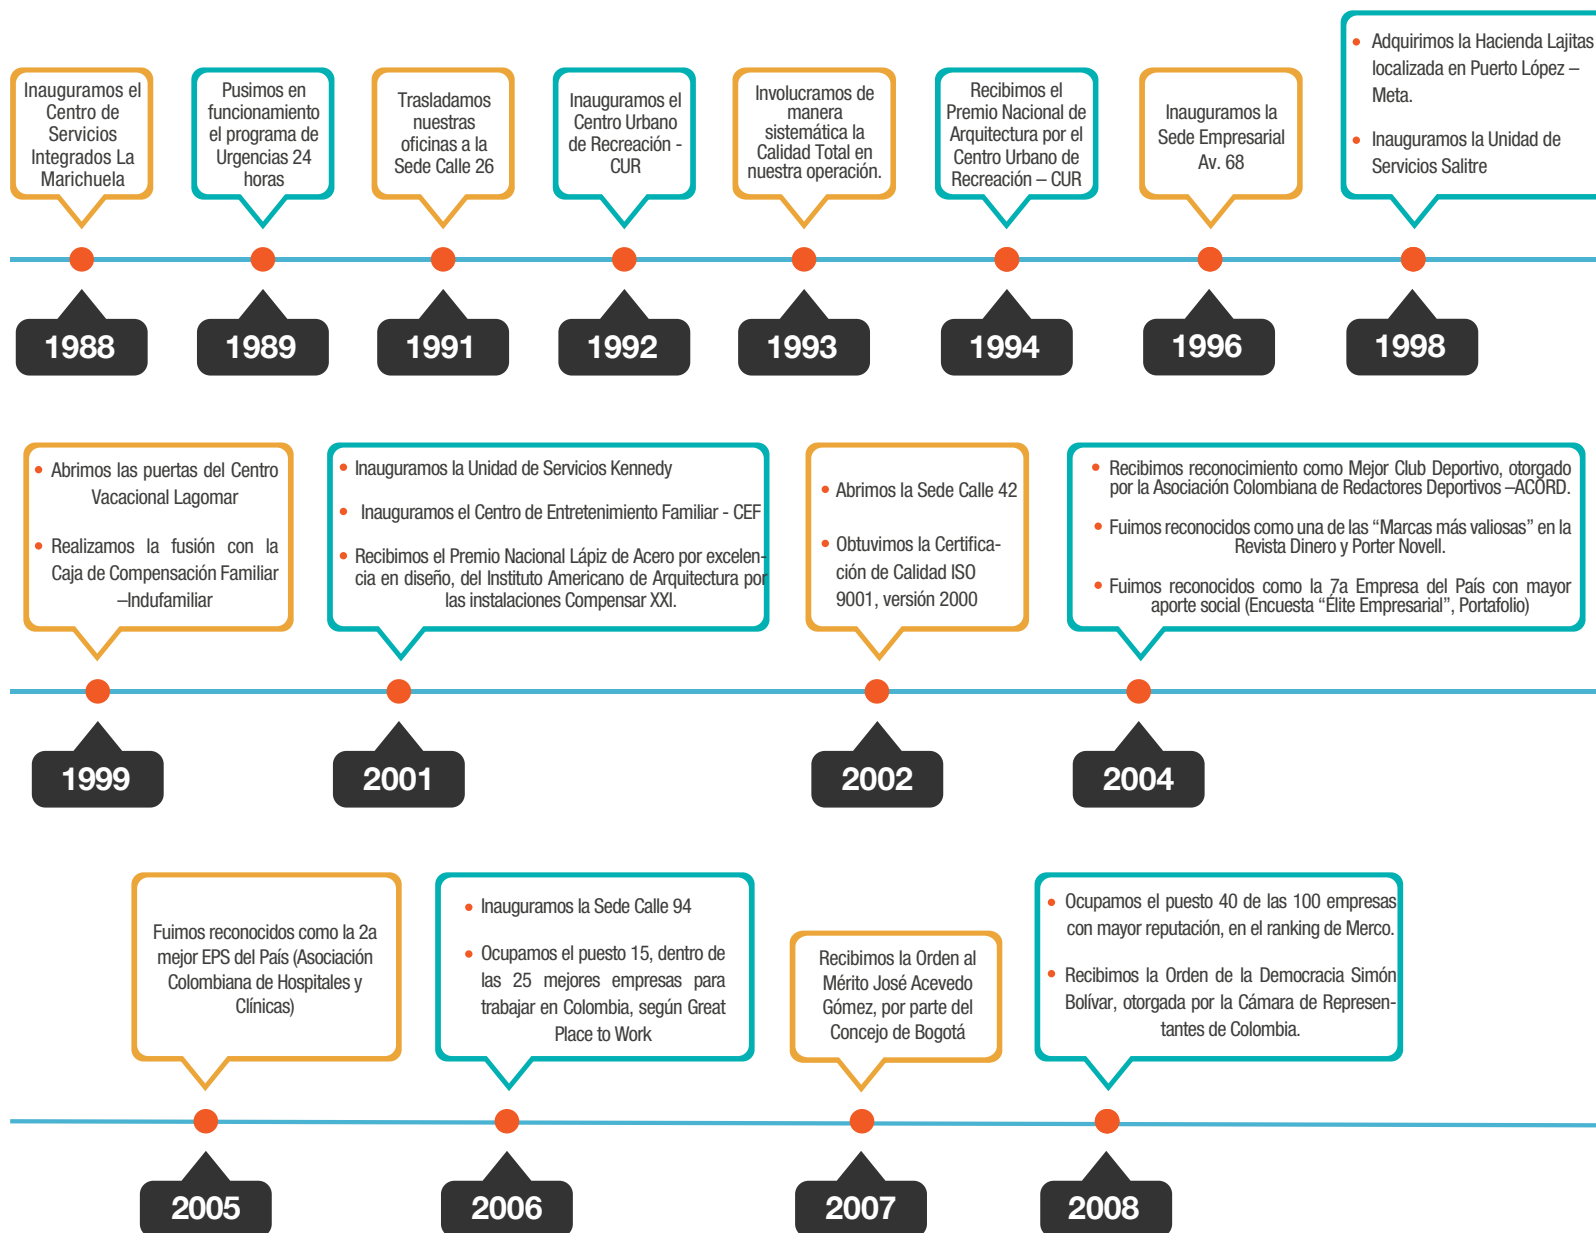 Inauguramos el
Centro de
Servicios
Integrados La
Marichuela
Pusimos en
funcionamiento
el programa de
Urgencias 24
horas
Trasladamos
nuestras
oficinas a la
Sede Calle 26
Inauguramos el
Centro Urbano
de Recreación -
CUR
Involucramos de
manera
sistemática la
Calidad Total en
nuestra operación.
Recibimos el
Premio Nacional de
Arquitectura por el
Centro Urbano de
Recreación – CUR
Inauguramos la
Sede Empresarial
Av. 68
• Adquirimos la Hacienda Lajitas
localizada en Puerto López –
Meta.
• Inauguramos la Unidad de
Servicios Salitre
1988
1989
1991
1992
1993
1994
1996
1998
• Abrimos las puertas del Centro
Vacacional Lagomar
• Realizamos la fusión con la
Caja de Compensación Familiar
–Indufamiliar
• Inauguramos la Unidad de Servicios Kennedy
• Inauguramos el Centro de Entretenimiento Familiar - CEF
• Recibimos el Premio Nacional Lápiz de Acero por excelen-
cia en diseño, del Instituto Americano de Arquitectura por
las instalaciones Compensar XXI.
• Abrimos la Sede Calle 42
• Obtuvimos la Certifica-
ción de Calidad ISO
9001, versión 2000
• Recibimos reconocimiento como Mejor Club Deportivo, otorgado
por la Asociación Colombiana de Redactores Deportivos –ACORD.
• Fuimos reconocidos como una de las “Marcas más valiosas” en la
Revista Dinero y Porter Novell.
• Fuimos reconocidos como la 7a Empresa del País con mayor
aporte social (Encuesta “Élite Empresarial”, Portafolio)
1999
2001
2002
2004
Fuimos reconocidos como la 2a
mejor EPS del País (Asociación
Colombiana de Hospitales y
Clínicas)
• Inauguramos la Sede Calle 94
• Ocupamos el puesto 15, dentro de
las 25 mejores empresas para
trabajar en Colombia, según Great
Place to Work
Recibimos la Orden al
Mérito José Acevedo
Gómez, por parte del
Concejo de Bogotá
• Ocupamos el puesto 40 de las 100 empresas
con mayor reputación, en el ranking de Merco.
• Recibimos la Orden de la Democracia Simón
Bolívar, otorgada por la Cámara de Represen-
tantes de Colombia.
2005
2006
2007
2008